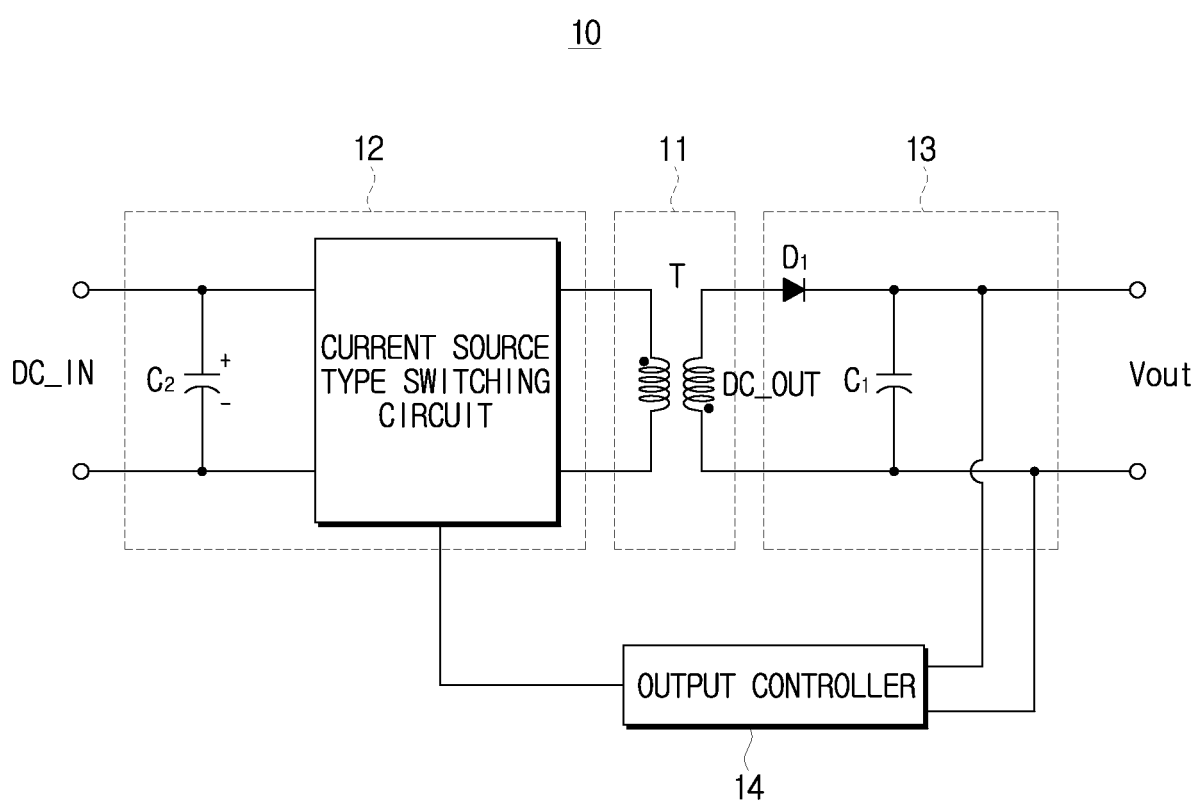 10
12
11
13
T
D1
DC_IN
C2
+
−
CURRENT SOURCE
TYPE SWITCHING
CIRCUIT
DC_OUT
C1
Vout
OUTPUT CONTROLLER
14